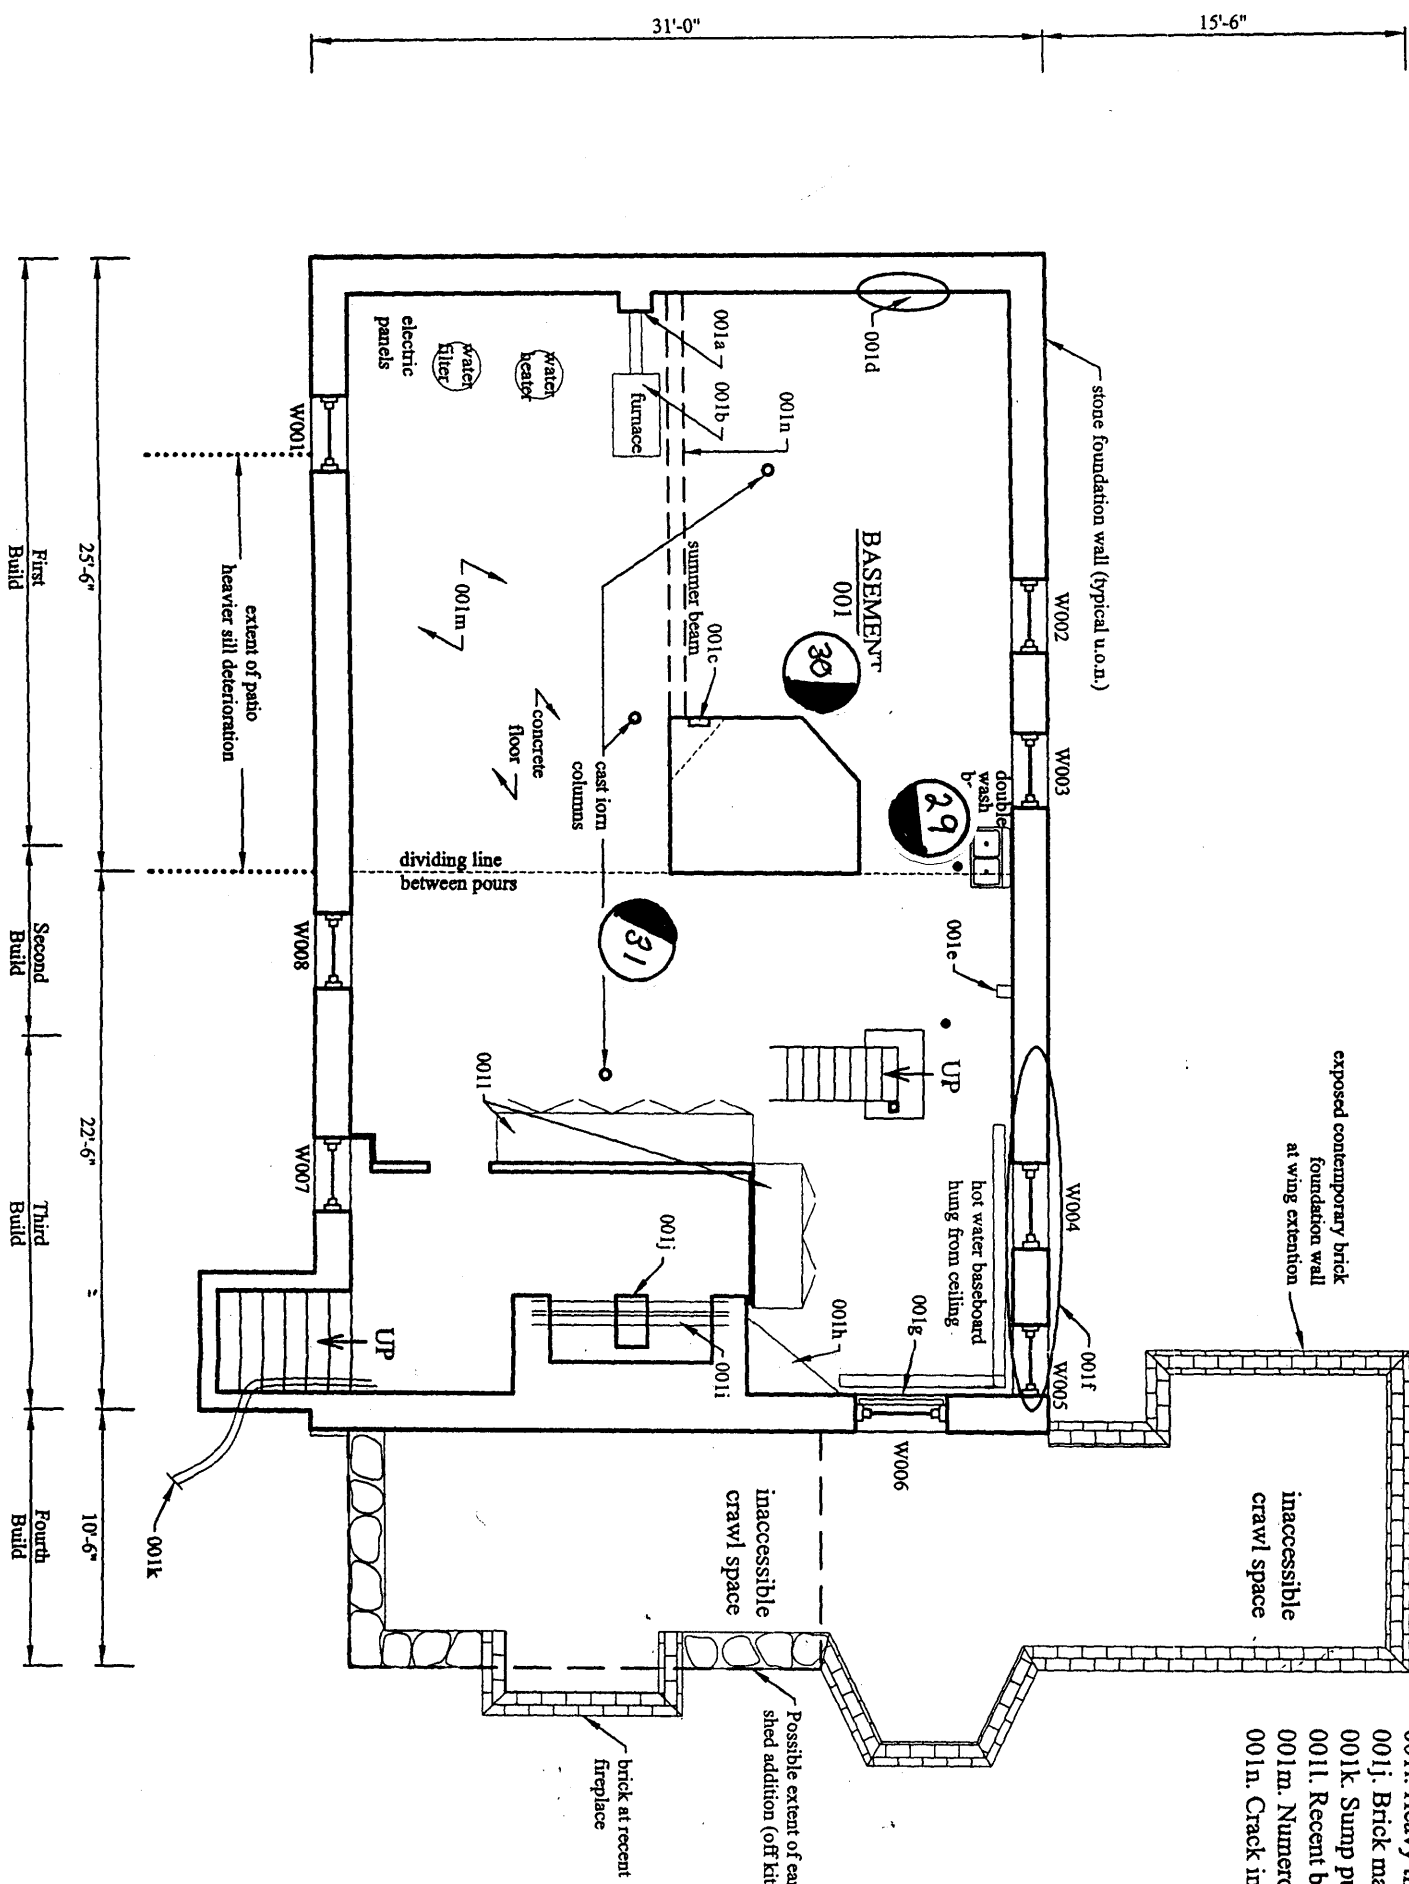 31'-0"
15'-6"
stone foundation wall (typical u.o.n.)
exposed contemporary brick
foundation wall
at wing extention
W002
W003
W004
W005
001f
001d
001a
001b
001n
furnace
water
heater
water
filter
electric
panels
summer beam
001c
BASEMENT
001
30
29
31
double
wash
001e
UP
hot water baseboard
hung from ceiling
001g
001h
001m
concrete
floor
cast iorn
columns
dividing line
between pours
001l
001j
001i
UP
W001
W008
W007
W006
extent of patio
heavier sill deterioration
001k
inaccessible
crawl space
inaccessible
crawl space
Possible extent of
shed addition (off
brick at recent
fireplace
25'-6"
22'-6"
10'-6"
First
Build
Second
Build
Third
Build
Fourth
Build
001j. Brick
001k. Sump
001l. Recent
001m.
001n. Crack